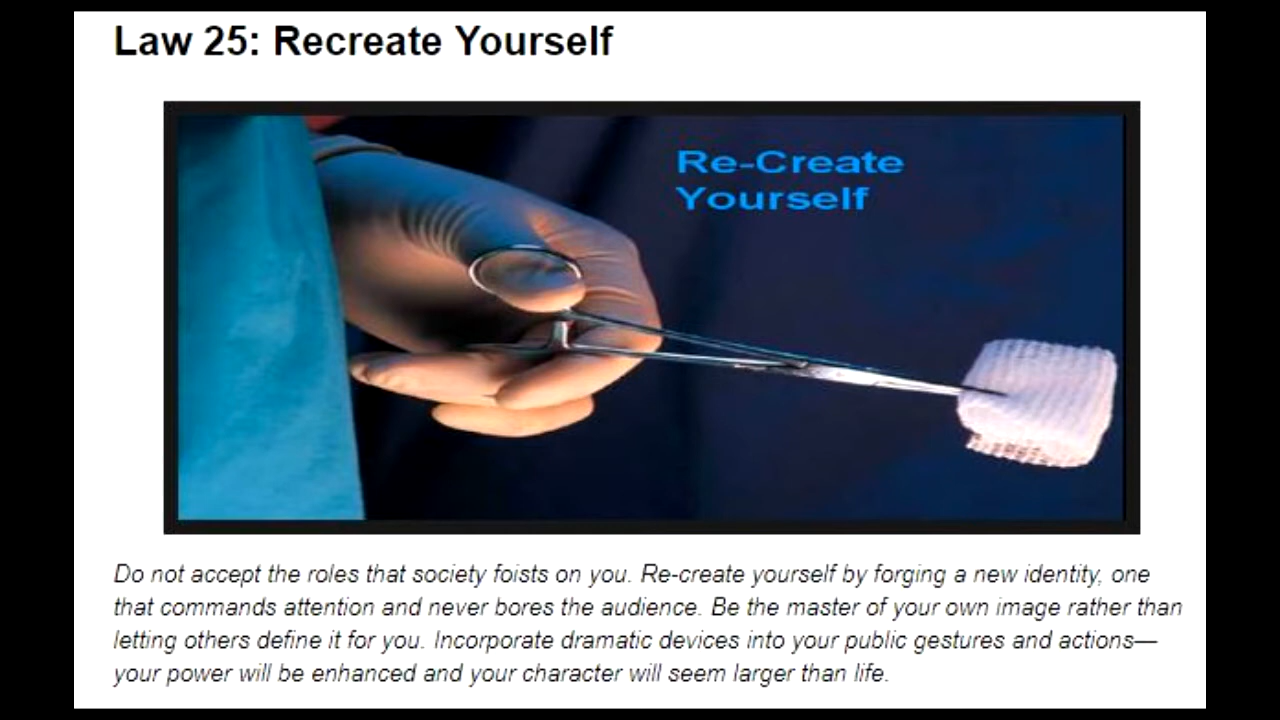 Law 25: Recreate Yourself
Re-Create
Yourself
Do not accept the roles that society foists on you. Re-create yourself by forging a new identity, one
that commands attention and never bores the audience. Be the master of your own image rather than
letting others define it for you. Incorporate dramatic devices into your public gestures and actions—
your power will be enhanced and your character will seem larger than life.